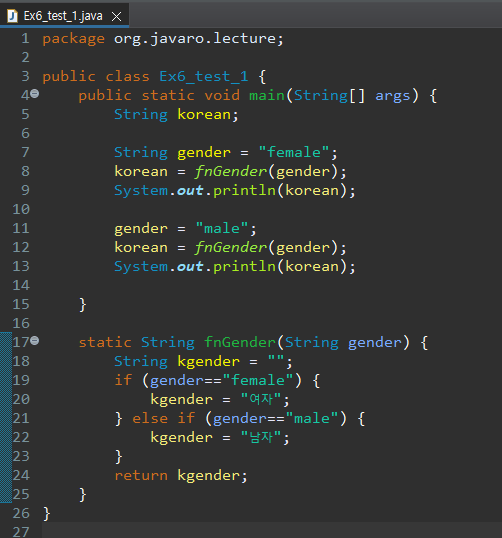 Ex6_test_1.java
1 package org.javaro.lecture;
2
3 public class Ex6_test_1 {
4 public static void main(String[] args) {
5 String korean;
6
7 String gender = "female";
8 korean = fnGender(gender);
9 System.out.println(korean);
10
11 gender = "male";
12 korean = fnGender(gender);
13 System.out.println(korean);
14
15 }
16
17 static String fnGender(String gender) {
18 String kgender = "";
19 if (gender=="female") {
20 kgender = "여자";
21 } else if (gender=="male") {
22 kgender = "남자";
23 }
24 return kgender;
25 }
26 }
27